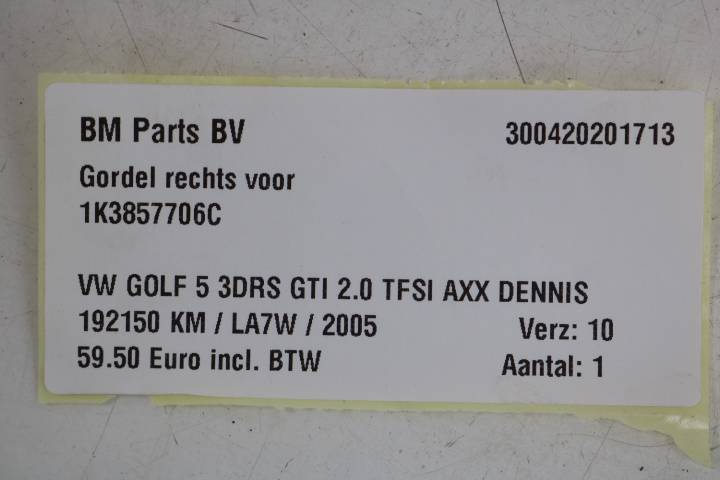 BM Parts BV 300420201713
Gordel rechts voor
1K3857706C
VW GOLF 5 3DRS GTI 2.0 TFSI AXX DENNIS
192150 KM / LA7W / 2005 Verz: 10
59.50 Euro incl. BTW Aantal: 1